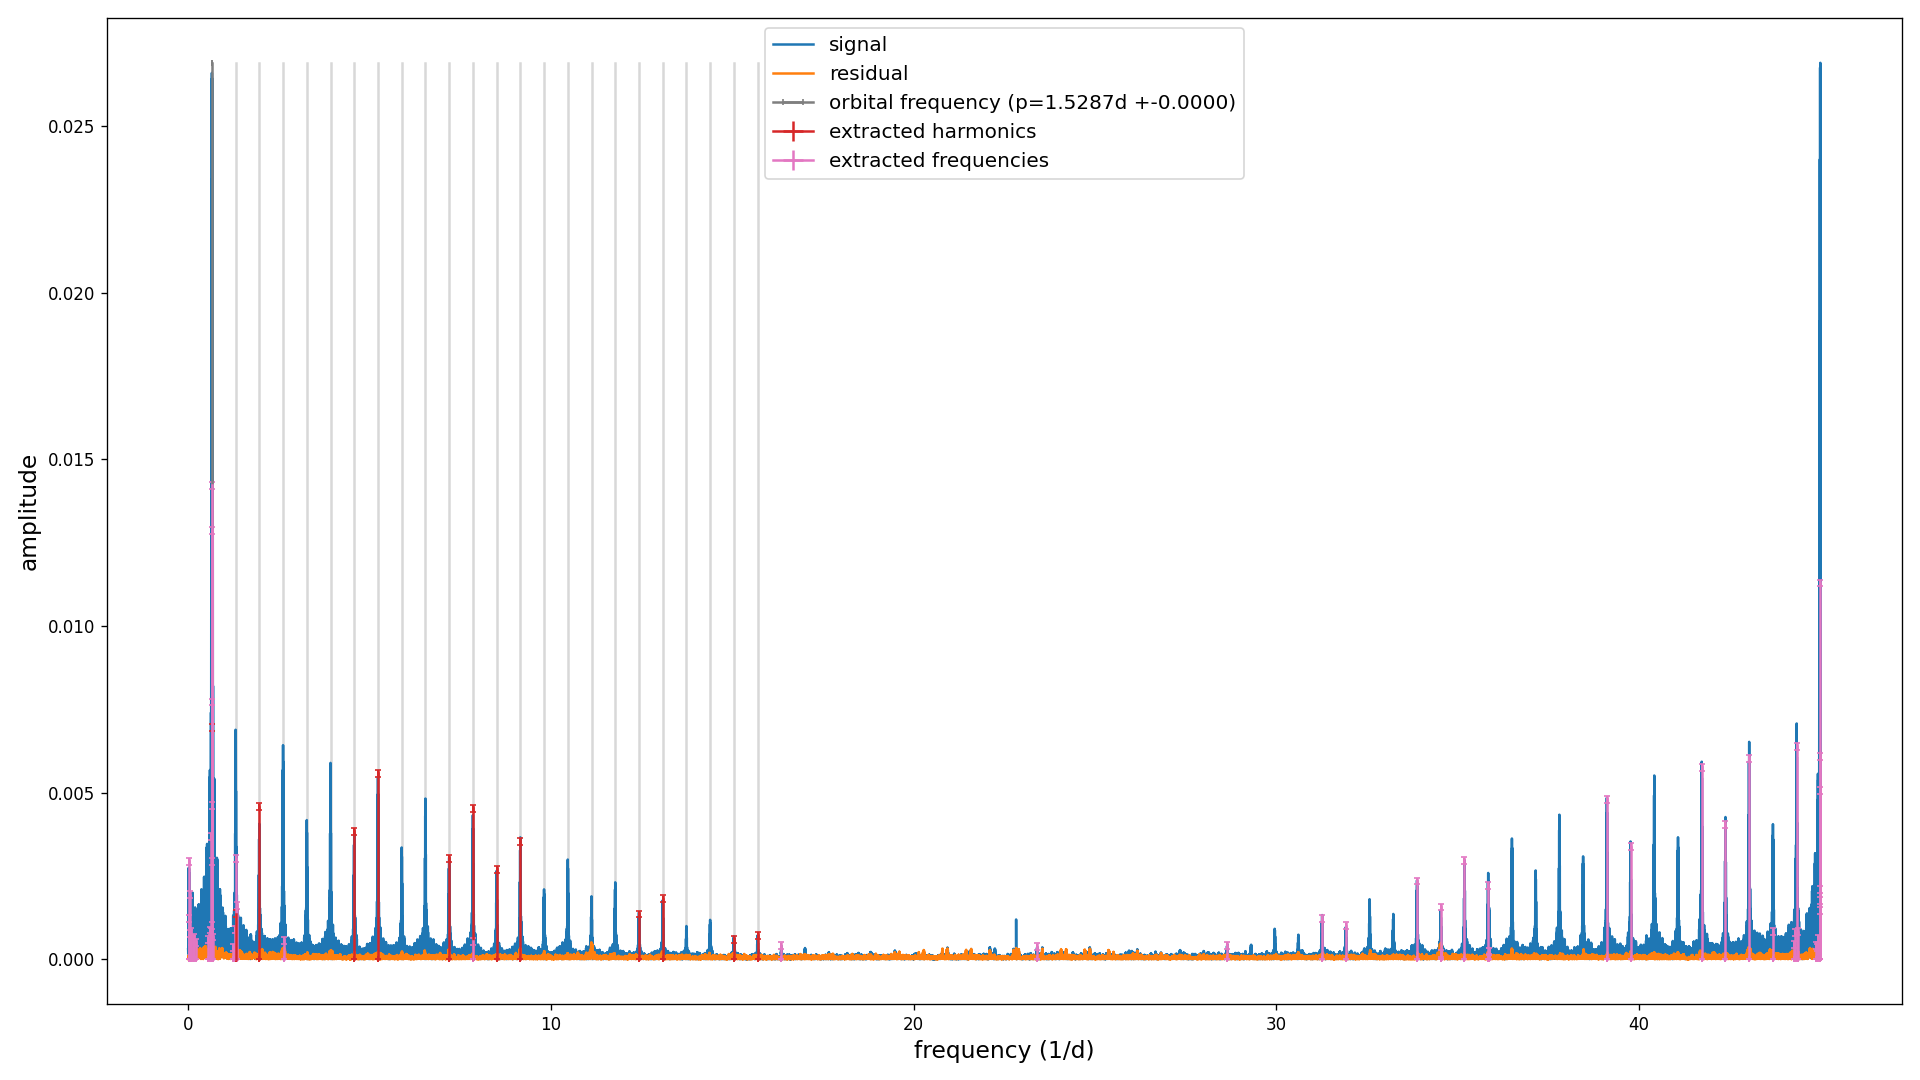 signal
residual
orbital frequency (p=1.5287d +-0.0000)
extracted harmonics
extracted frequencies
0.025
0.020
0.015
0.010
0.005
0.000
amplitude
0 10 20 30 40
frequency (1/d)